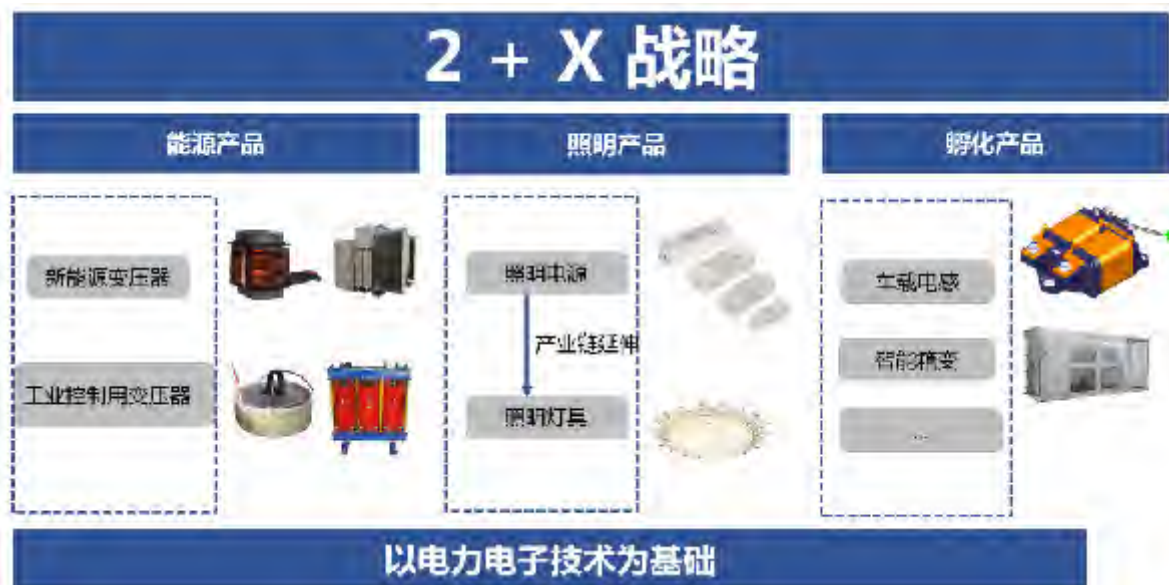 2 + X 战略
能源产品
照明产品
孵化产品
新能源变压器
工业控制用变压器
照明电源
产业链延伸
照明灯具
车载电感
智能箱变
...
以电力电子技术为基础